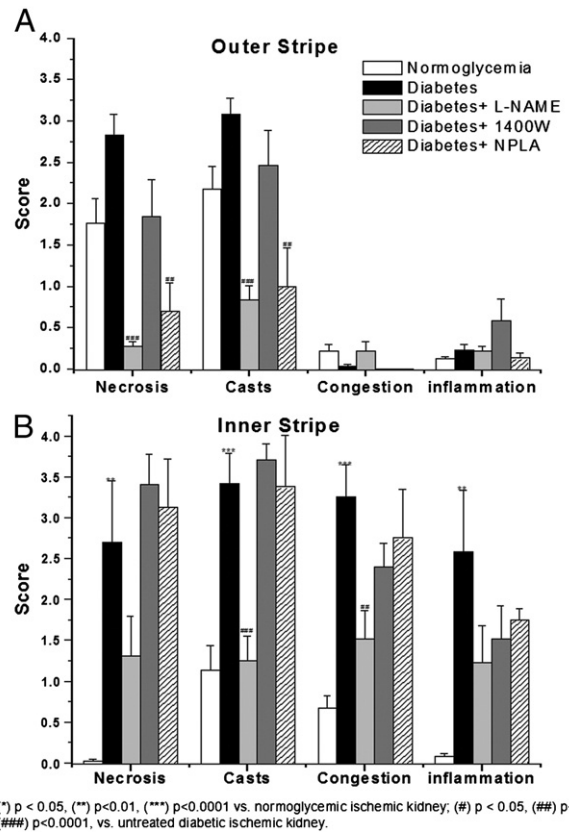 A
Outer Stripe
Normoglycemia
Diabetes
Diabetes+ L-NAME
Diabetes+ 1400W
Diabetes+ NPLA
Score
4.0
3.5
3.0
2.5
2.0
1.5
1.0
0.5
0.0
###
##
###
##
Necrosis Casts Congestion inflammation
B
Inner Stripe
Score
4.0
3.5
3.0
2.5
2.0
1.5
1.0
0.5
0.0
**
***
###
***
##
**
Necrosis Casts Congestion inflammation
*) p < 0.05, (**) p<0.01, (***) p<0.0001 vs. normoglycemic ischemic kidney; (#) p < 0.05, (##) p
(###) p<0.0001, vs. untreated diabetic ischemic kidney.